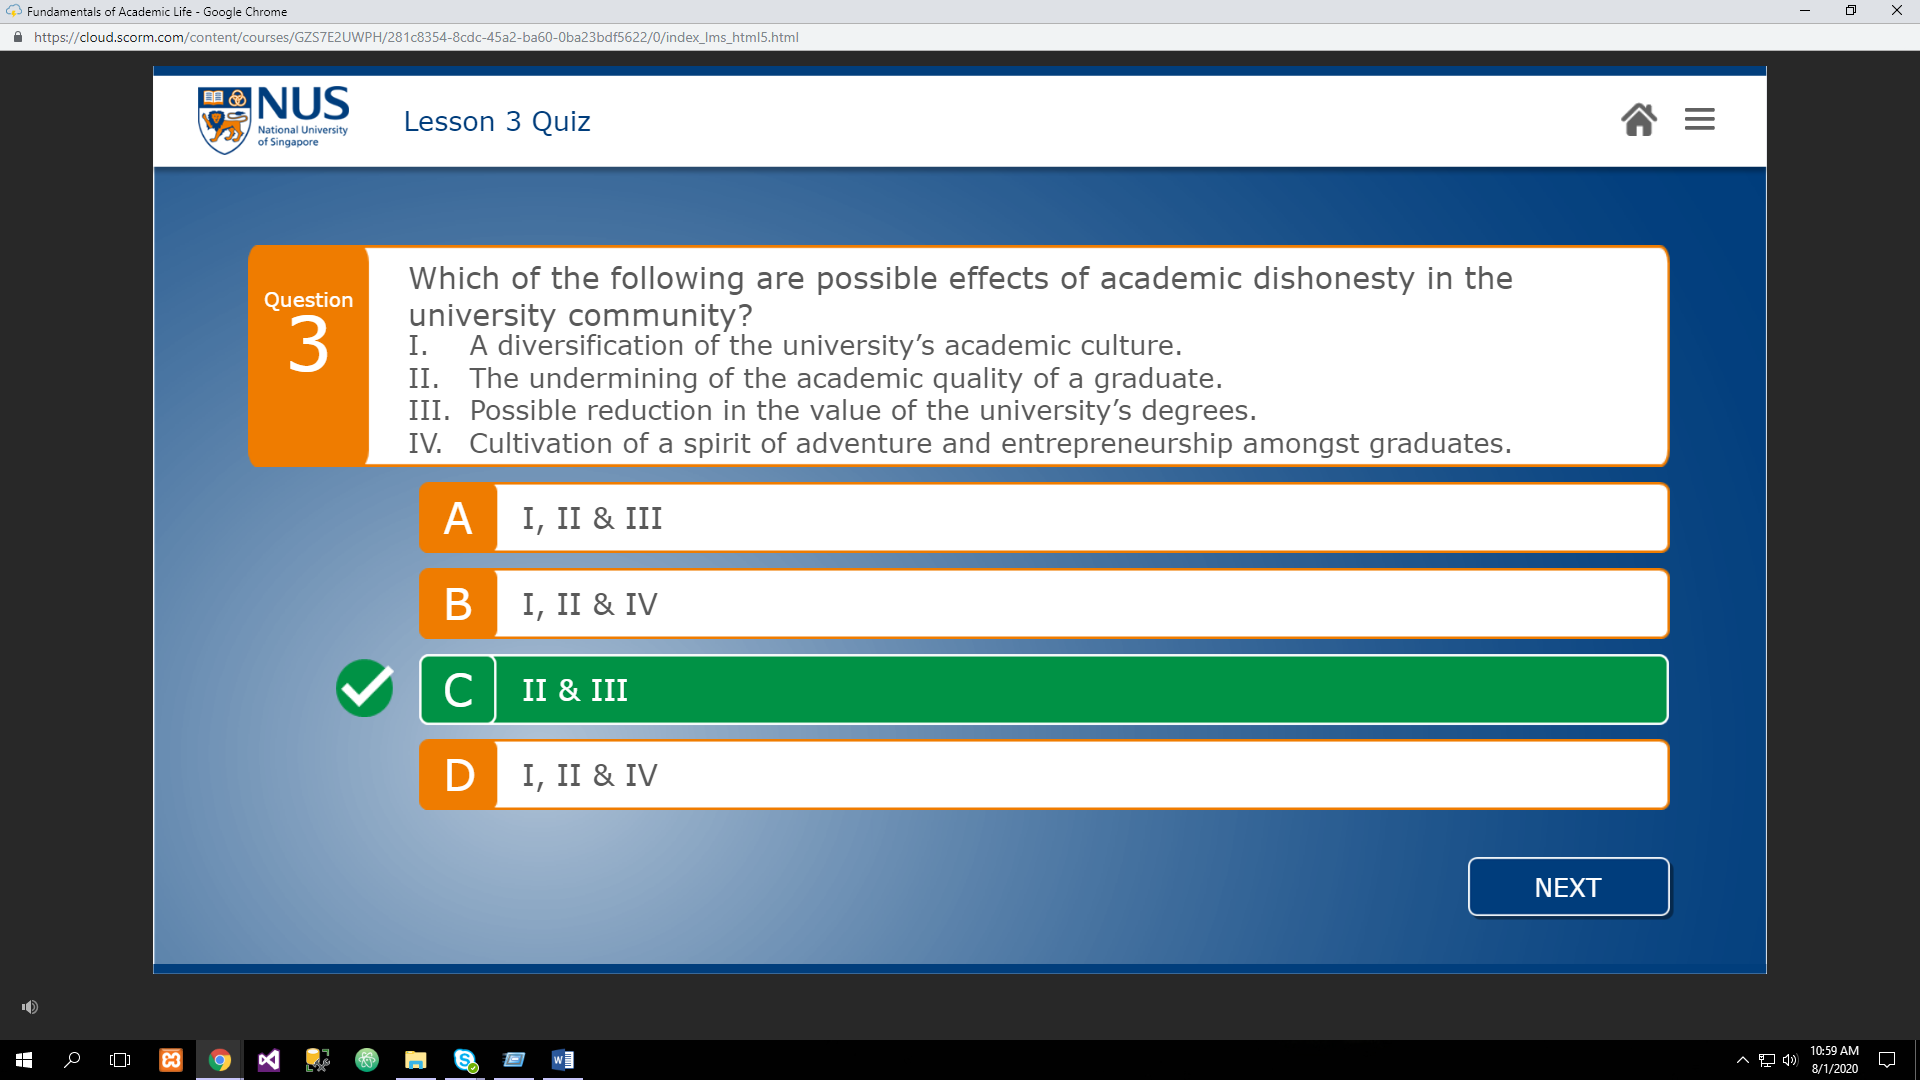 Fundamentals of Academic Life - Google Chrome
https://cloud.scorm.com/content/courses/GZS7E2UWPH/281c8354-8cdc-45a2-ba60-0ba23bdf5622/0/index_lms_html5.html
NUS
National University
of Singapore
Lesson 3 Quiz
Question
3
Which of the following are possible effects of academic dishonesty in the
university community?
I. A diversification of the university’s academic culture.
II. The undermining of the academic quality of a graduate.
III. Possible reduction in the value of the university’s degrees.
IV. Cultivation of a spirit of adventure and entrepreneurship amongst graduates.
A I, II & III
B I, II & IV
C II & III
D I, II & IV
NEXT
10:59 AM
8/1/2020